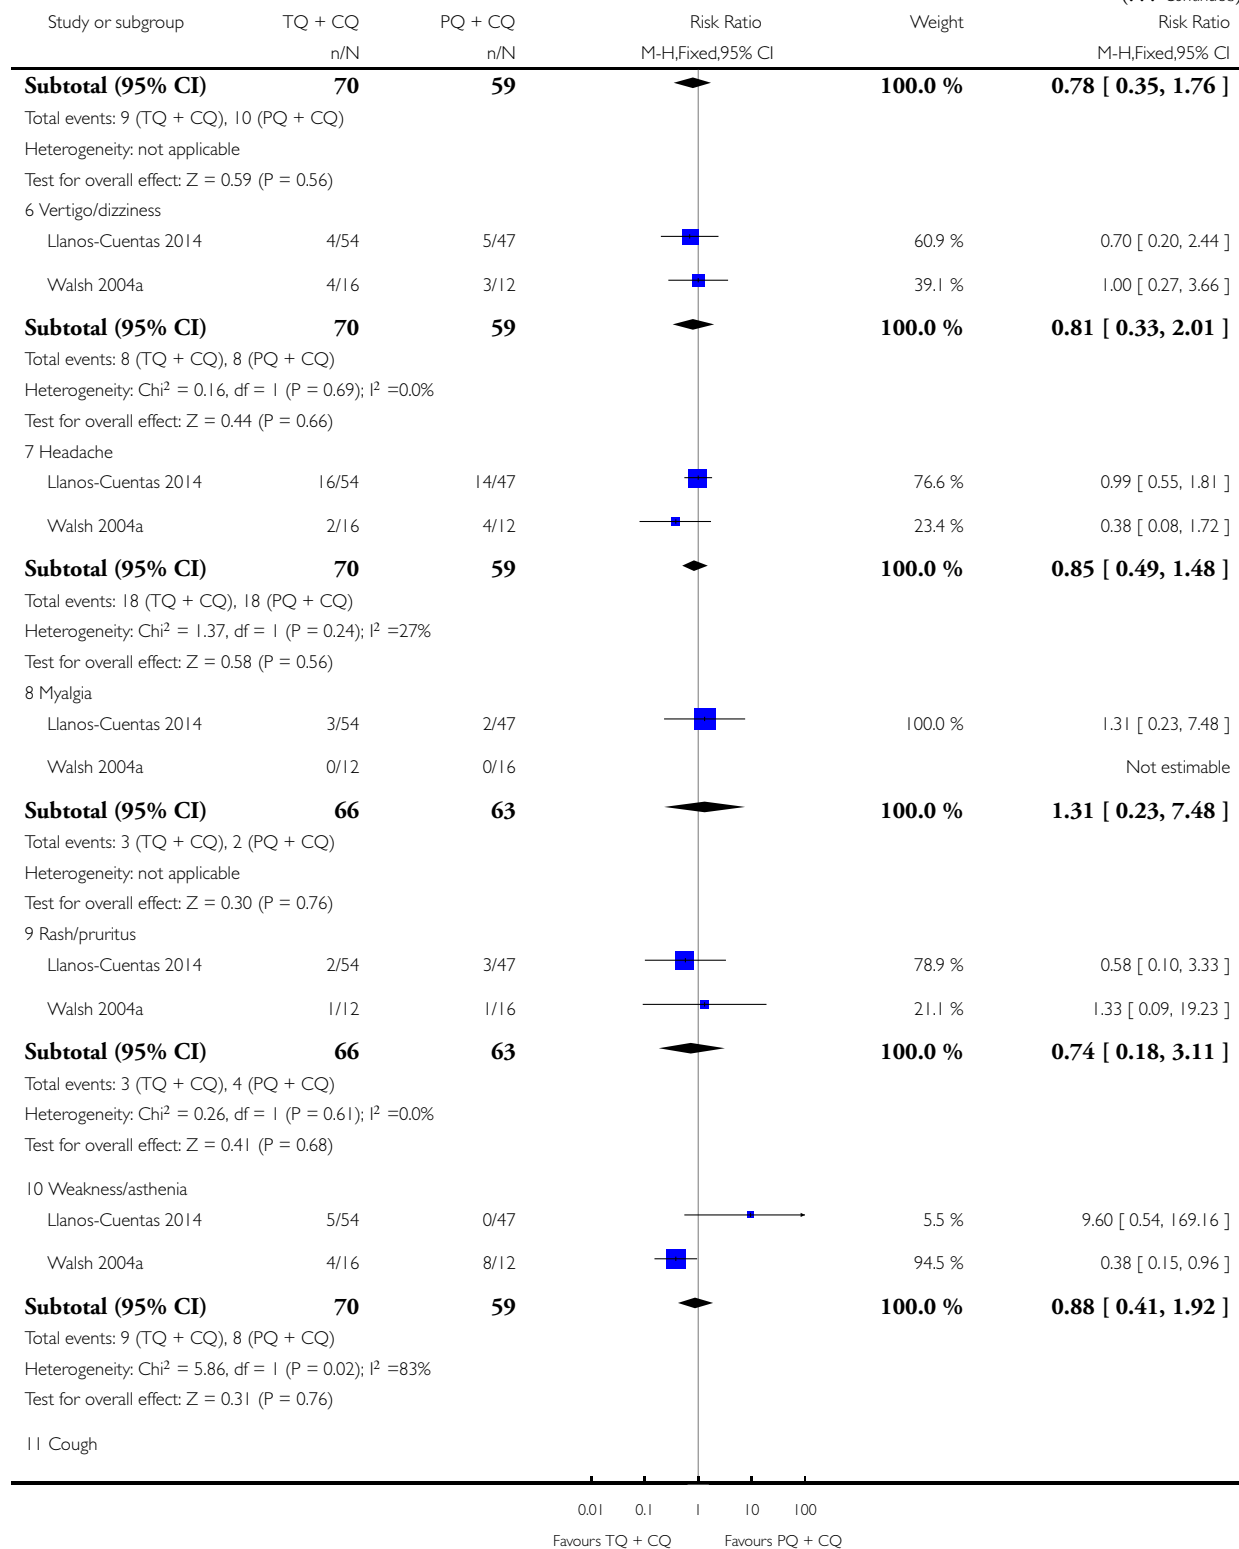 Study or subgroup TQ + CQ PQ + CQ Risk Ratio Weight Risk Ratio
n/N n/N M-H,Fixed,95% CI M-H,Fixed,95% CI
Subtotal (95% CI) 70 59 100.0 % 0.78 [ 0.35, 1.76 ]
Total events: 9 (TQ + CQ), 10 (PQ + CQ)
Heterogeneity: not applicable
Test for overall effect: Z = 0.59 (P = 0.56)
6 Vertigo/dizziness
Llanos-Cuentas 2014 4/54 5/47 60.9 % 0.70 [ 0.20, 2.44 ]
Walsh 2004a 4/16 3/12 39.1 % 1.00 [ 0.27, 3.66 ]
Subtotal (95% CI) 70 59 100.0 % 0.81 [ 0.33, 2.01 ]
Total events: 8 (TQ + CQ), 8 (PQ + CQ)
Heterogeneity: Chi² = 0.16, df = 1 (P = 0.69); I² =0.0%
Test for overall effect: Z = 0.44 (P = 0.66)
7 Headache
Llanos-Cuentas 2014 16/54 14/47 76.6 % 0.99 [ 0.55, 1.81 ]
Walsh 2004a 2/16 4/12 23.4 % 0.38 [ 0.08, 1.72 ]
Subtotal (95% CI) 70 59 100.0 % 0.85 [ 0.49, 1.48 ]
Total events: 18 (TQ + CQ), 18 (PQ + CQ)
Heterogeneity: Chi² = 1.37, df = 1 (P = 0.24); I² =27%
Test for overall effect: Z = 0.58 (P = 0.56)
8 Myalgia
Llanos-Cuentas 2014 3/54 2/47 100.0 % 1.31 [ 0.23, 7.48 ]
Walsh 2004a 0/12 0/16 Not estimable
Subtotal (95% CI) 66 63 100.0 % 1.31 [ 0.23, 7.48 ]
Total events: 3 (TQ + CQ), 2 (PQ + CQ)
Heterogeneity: not applicable
Test for overall effect: Z = 0.30 (P = 0.76)
9 Rash/pruritus
Llanos-Cuentas 2014 2/54 3/47 78.9 % 0.58 [ 0.10, 3.33 ]
Walsh 2004a 1/12 1/16 21.1 % 1.33 [ 0.09, 19.23 ]
Subtotal (95% CI) 66 63 100.0 % 0.74 [ 0.18, 3.11 ]
Total events: 3 (TQ + CQ), 4 (PQ + CQ)
Heterogeneity: Chi² = 0.26, df = 1 (P = 0.61); I² =0.0%
Test for overall effect: Z = 0.41 (P = 0.68)
10 Weakness/asthenia
Llanos-Cuentas 2014 5/54 0/47 5.5 % 9.60 [ 0.54, 169.16 ]
Walsh 2004a 4/16 8/12 94.5 % 0.38 [ 0.15, 0.96 ]
Subtotal (95% CI) 70 59 100.0 % 0.88 [ 0.41, 1.92 ]
Total events: 9 (TQ + CQ), 8 (PQ + CQ)
Heterogeneity: Chi² = 5.86, df = 1 (P = 0.02); I² =83%
Test for overall effect: Z = 0.31 (P = 0.76)
11 Cough
0.01 0.1 1 10 100
Favours TQ + CQ Favours PQ + CQ